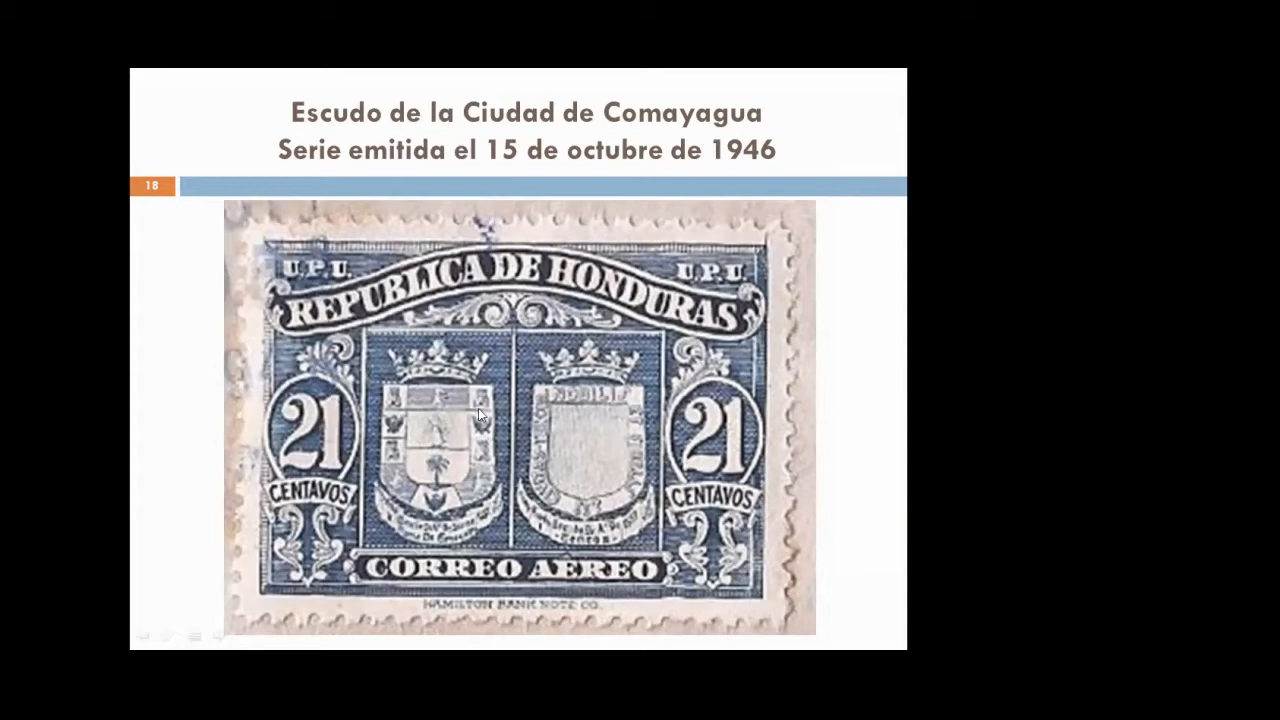 Escudo de la Ciudad de Comayagua
Serie emitida el 15 de octubre de 1946
18
U.P.U. U.P.U.
REPUBLICA DE HONDURAS
21 21
CENTAVOS CENTAVOS
CORREO AEREO
HAMILTON BANK NOTE CO.